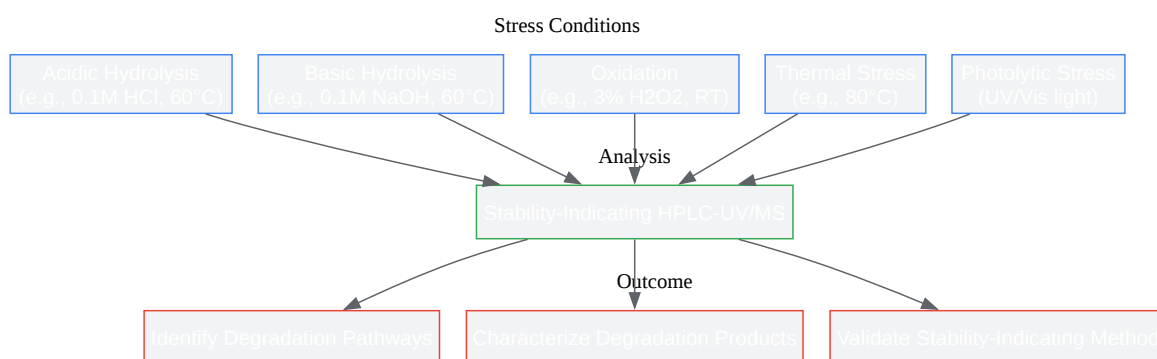 Stress Conditions
Acidic Hydrolysis
(e.g., 0.1M HCl, 60°C)
Basic Hydrolysis
(e.g., 0.1M NaOH, 60°C)
Oxidation
(e.g., 3% H2O2, RT)
Thermal Stress
(e.g., 80°C)
Photolytic Stress
(UV/Vis light)
Analysis
Stability-Indicating HPLC-UV/MS
Outcome
Identify Degradation Pathways
Characterize Degradation Products
Validate Stability-Indicating Method